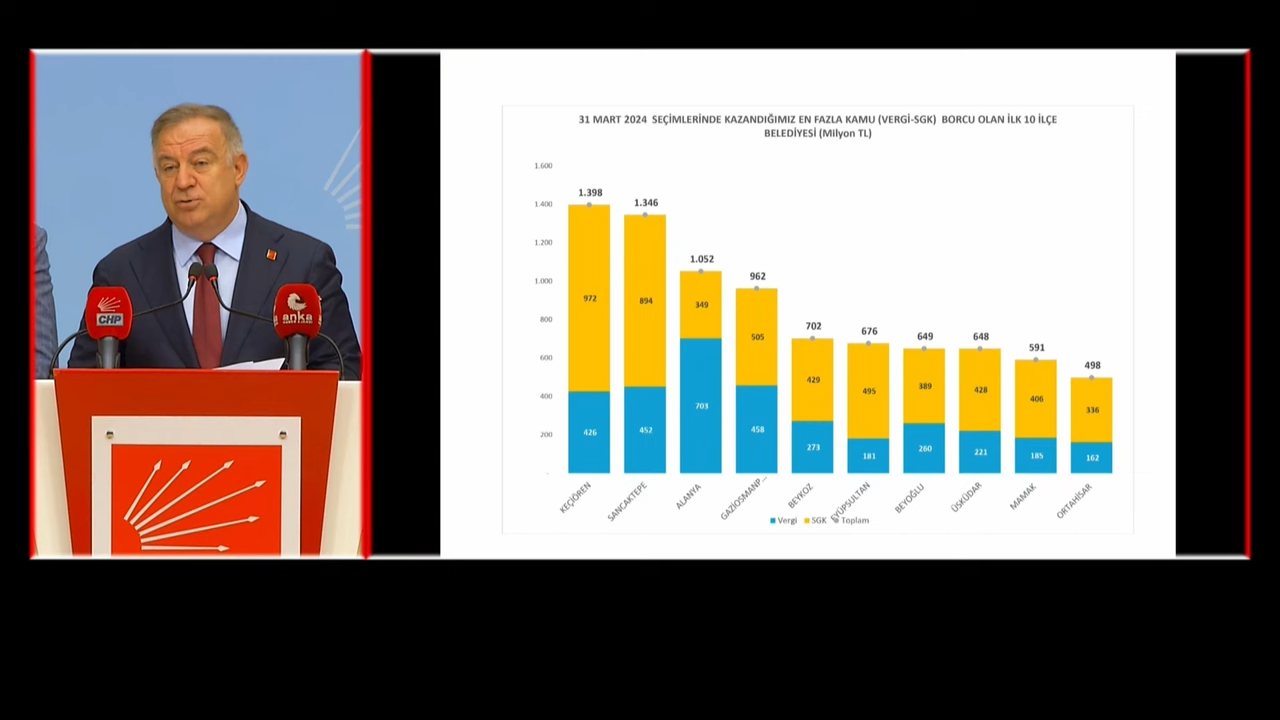 CHP
anka
31 MART 2024 SEÇİMLERİNDE KAZANDIĞIMIZ EN FAZLA KAMU (VERGİ-SGK) BORCU OLAN İLK 10 İLÇE
BELEDİYESİ (Milyon TL)
1.600
1.400
1.200
1.000
800
600
400
200
-
1.398
1.346
1.052
962
702
676
649
648
591
498
972
894
349
505
429
495
389
428
406
336
426
452
703
458
273
181
260
221
185
162
KEÇİÖREN
SANCAKTEPE
ALANYA
GAZİOSMANP...
BEYKOZ
EYÜPSULTAN
BEYOĞLU
ÜSKÜDAR
MAMAK
ORTAHİSAR
Vergi SGK Toplam